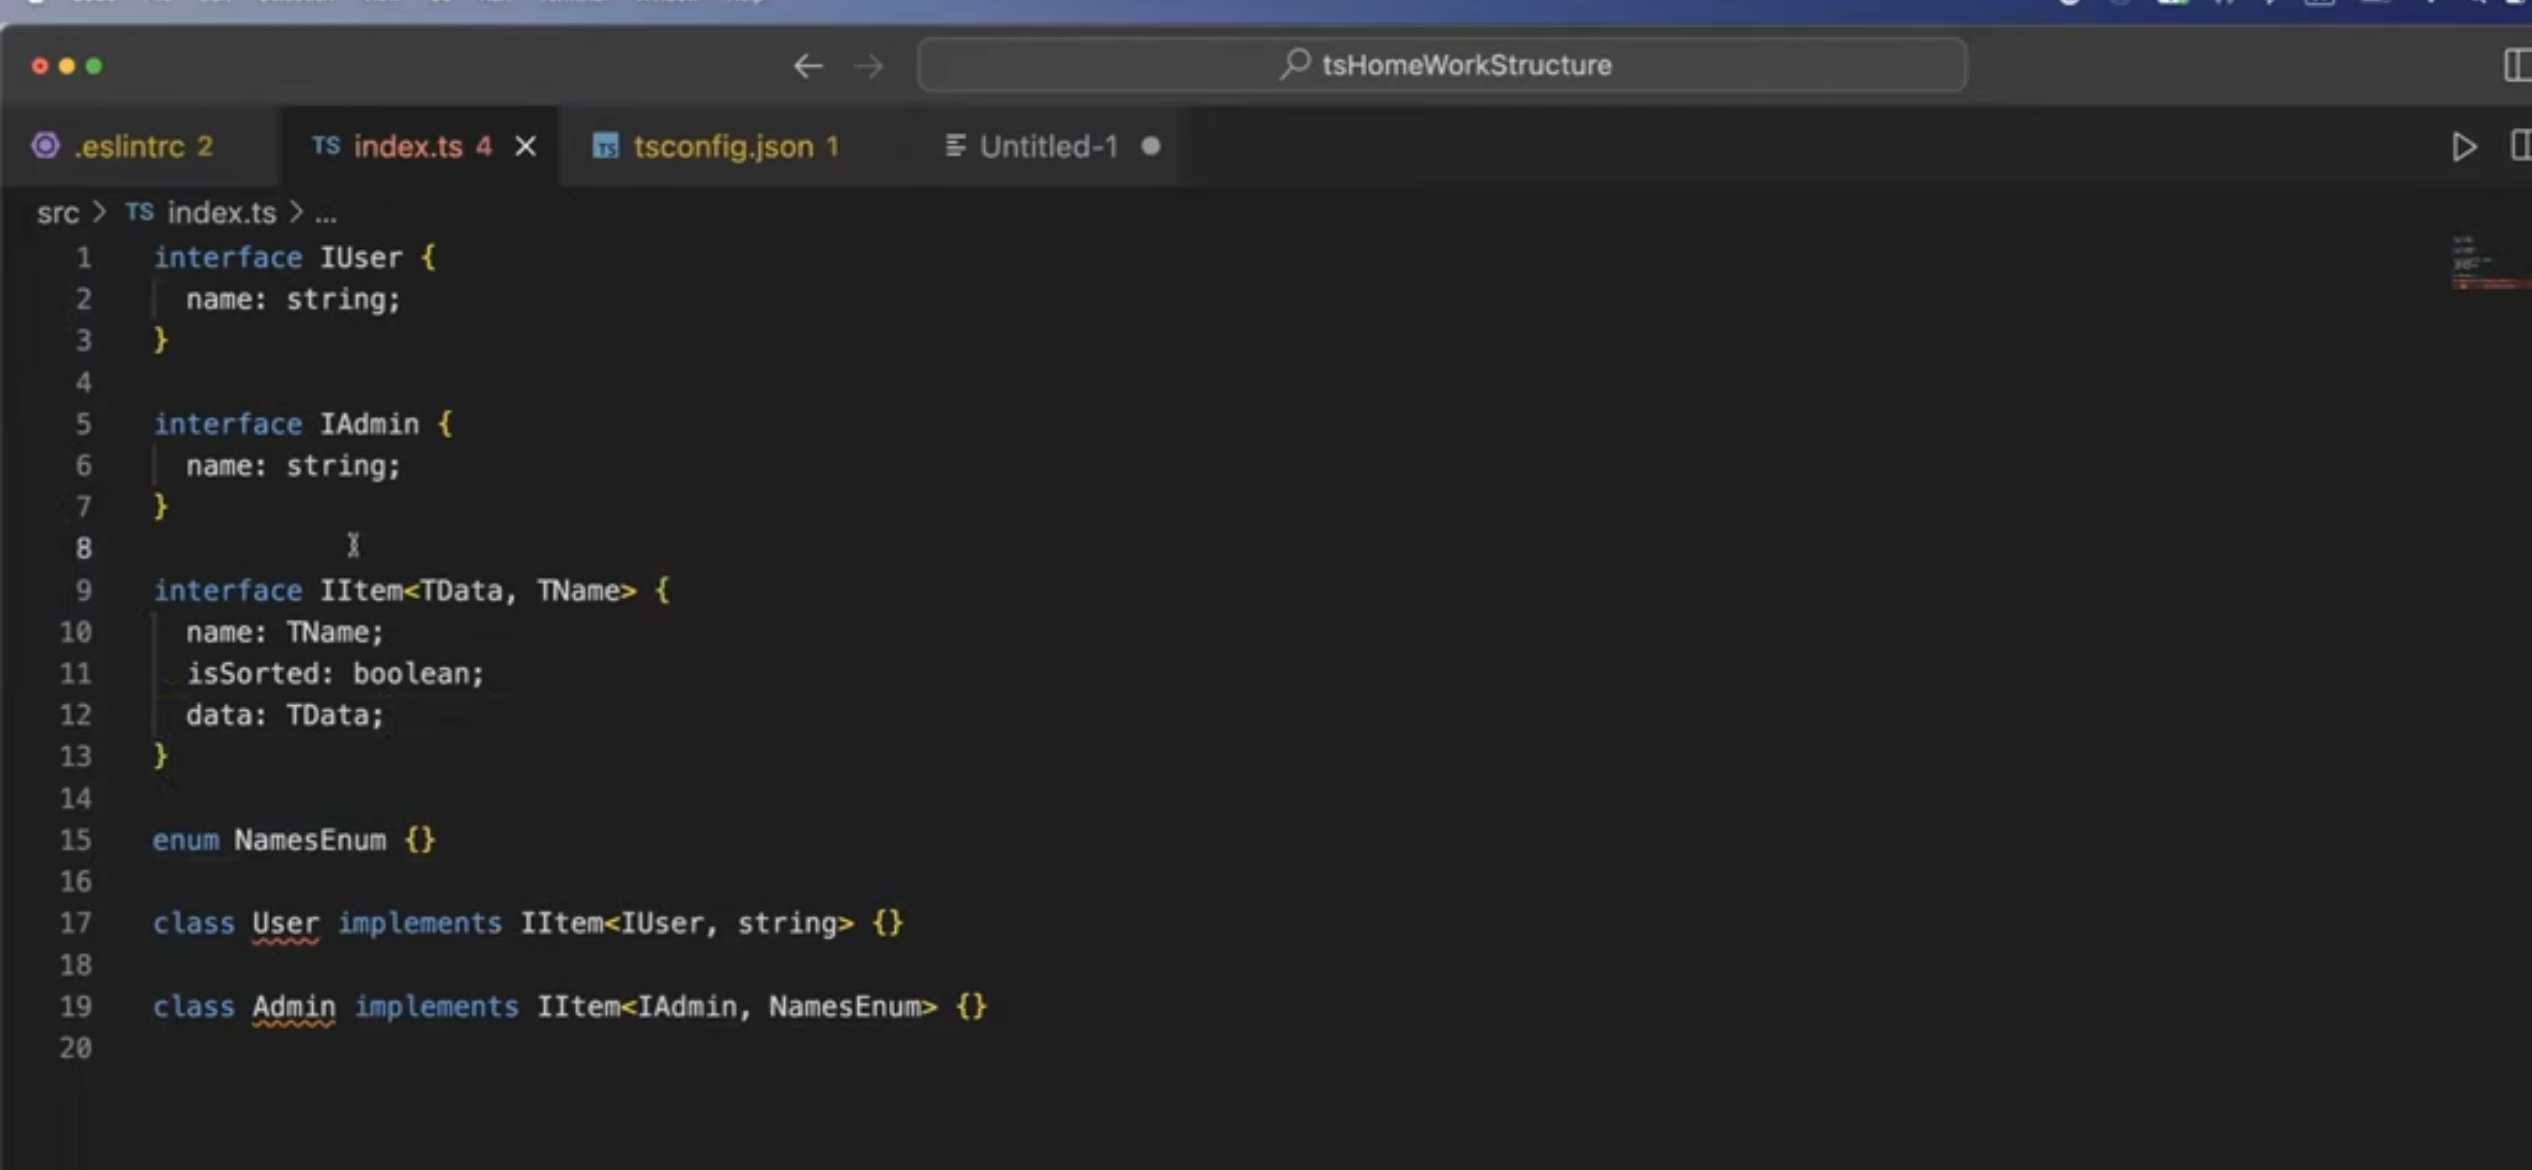 tsHomeWorkStructure
.eslintrc 2
TS index.ts 4
TS tsconfig.json 1
Untitled-1
src > TS index.ts > ...
1 interface IUser {
2 name: string;
3 }
4
5 interface IAdmin {
6 name: string;
7 }
8
9 interface IItem<TData, TName> {
10 name: TName;
11 isSorted: boolean;
12 data: TData;
13 }
14
15 enum NamesEnum {}
16
17 class User implements IItem<IUser, string> {}
18
19 class Admin implements IItem<IAdmin, NamesEnum> {}
20